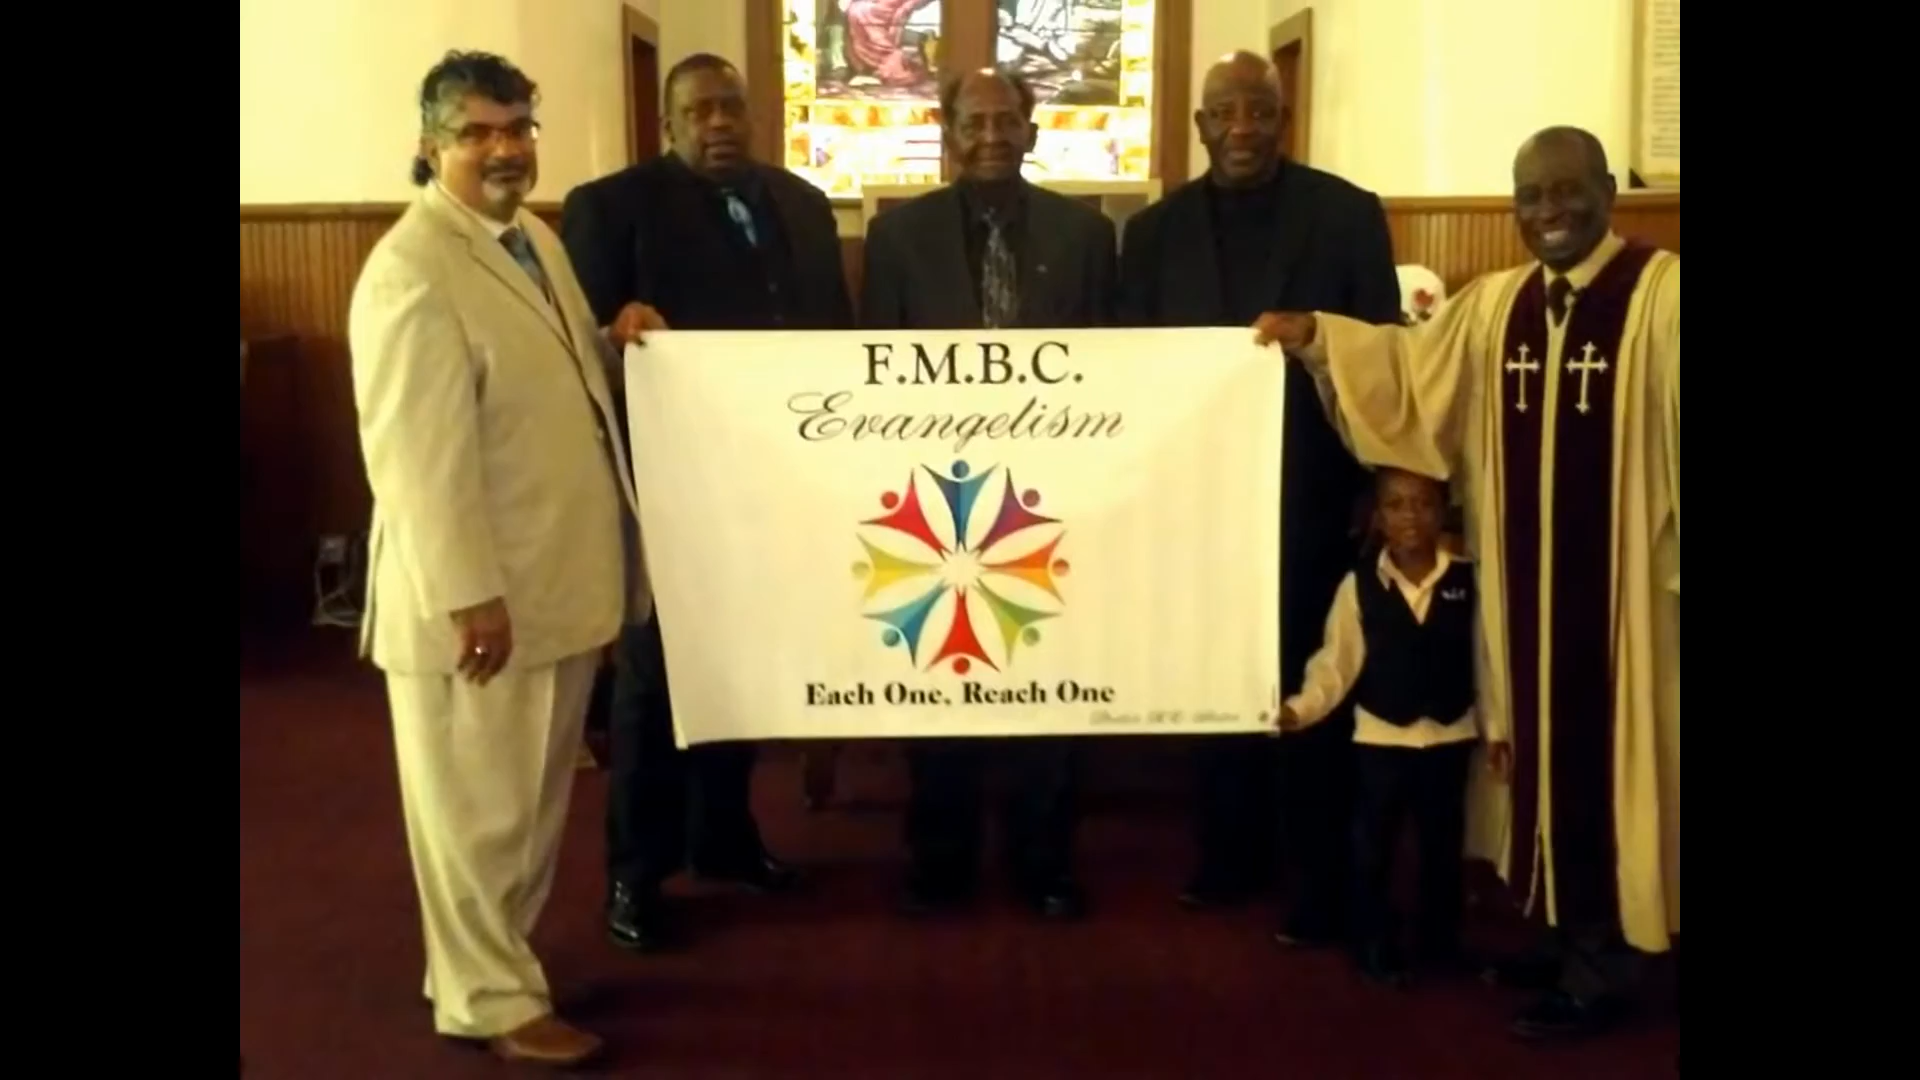 F.M.B.C.
Evangelism
Each One, Reach One